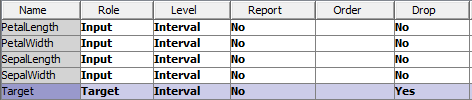 Name Role Level Report Order Drop
PetalLength Input Interval No No
PetalWidth Input Interval No No
SepalLength Input Interval No No
SepalWidth Input Interval No No
Target Target Interval No Yes